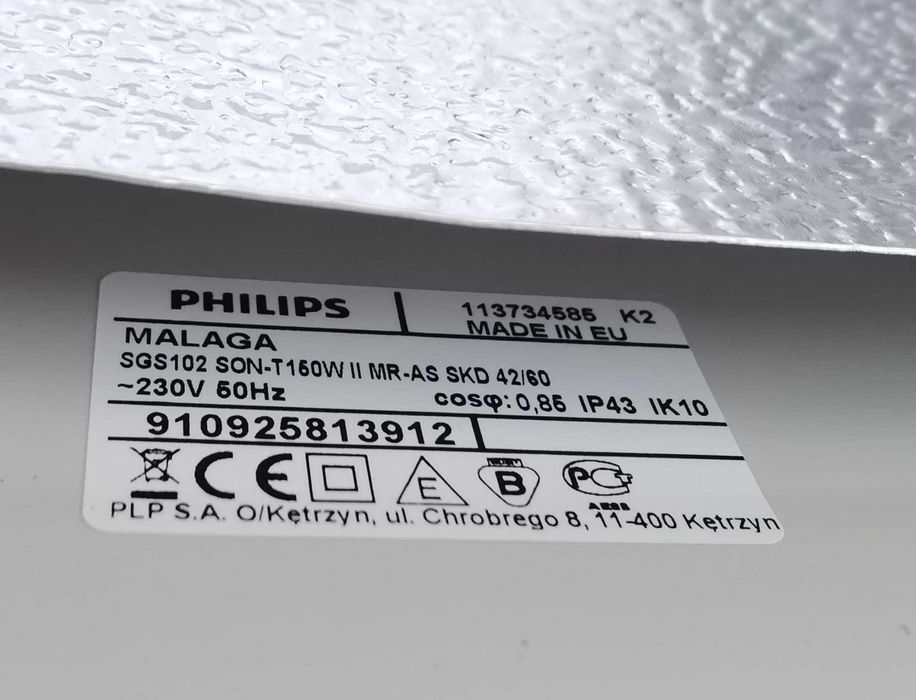 PHILIPS
113734585 K2
MADE IN EU
MALAGA
SGS102 SON-T150W II MR-AS SKD 42/60
~230V 50Hz
cosφ:0,85 IP43 IK10
910925813912
CE E B
PLP S.A. O/Kętrzyn, ul. Chrobrego 8, 11-400 Kętrzyn